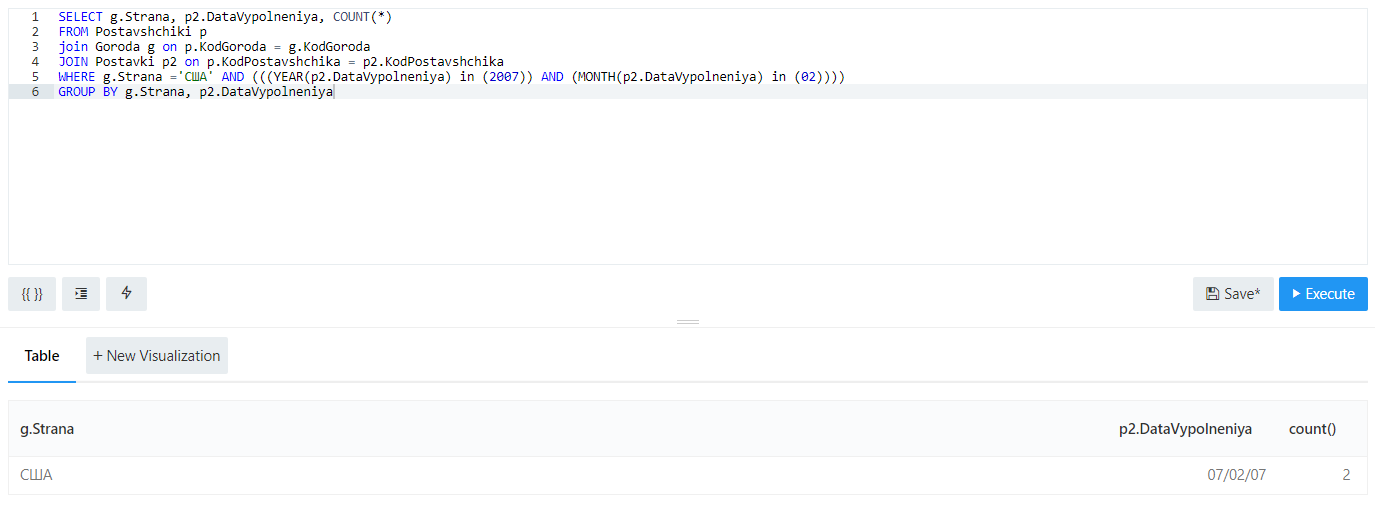 1 SELECT g.Strana, p2.DataVypolneniya, COUNT(*)
2 FROM Postavshchiki p
3 join Goroda g on p.KodGoroda = g.KodGoroda
4 JOIN Postavki p2 on p.KodPostavshchika = p2.KodPostavshchika
5 WHERE g.Strana ='США' AND (((YEAR(p2.DataVypolneniya) in (2007)) AND (MONTH(p2.DataVypolneniya) in (02))))
6 GROUP BY g.Strana, p2.DataVypolneniya
{{ }} Save* Execute
Table + New Visualization
g.Strana p2.DataVypolneniya count()
США 07/02/07 2